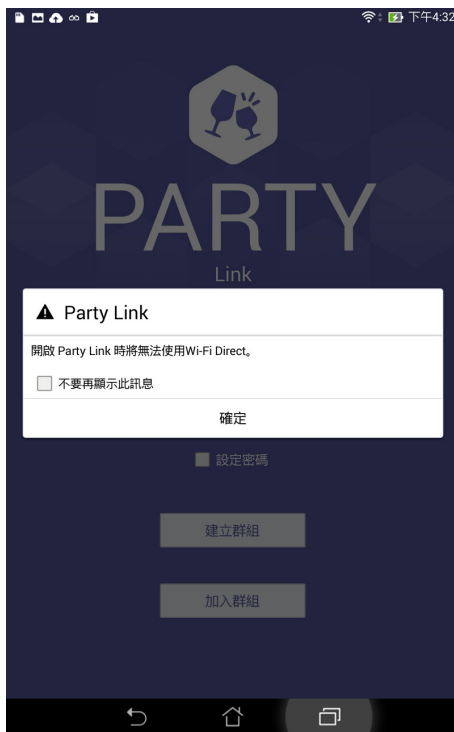 下午4:32
PARTY
Link
Party Link
開啟 Party Link 時將無法使用Wi-Fi Direct。
不要再顯示此訊息
確定
設定密碼
建立群組
加入群組